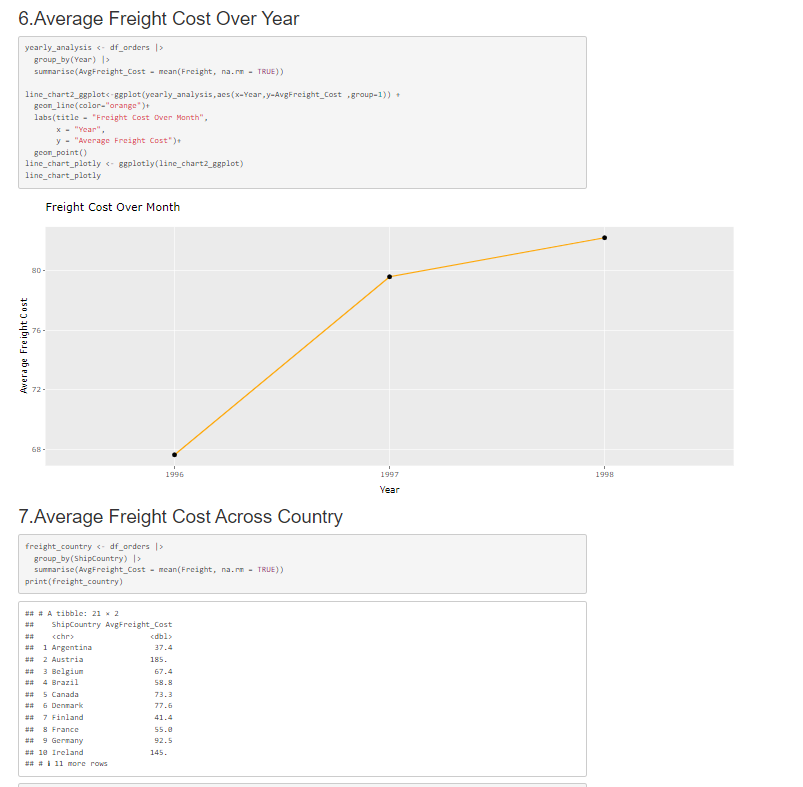 6.Average Freight Cost Over Year
yearly_analysis <- df_orders |>
  group_by(Year) |>
  summarise(AvgFreight_Cost = mean(Freight, na.rm = TRUE))
line_chart2_ggplot<-ggplot(yearly_analysis,aes(x=Year,y=AvgFreight_Cost ,group=1)) +
  geom_line(color="orange")+
  labs(title = "Freight Cost Over Month",
       x = "Year",
       y = "Average Freight Cost")+
  geom_point()
line_chart_plotly <- ggplotly(line_chart2_ggplot)
line_chart_plotly
Freight Cost Over Month
Average Freight Cost
80
76
72
68
1996 1997 1998
Year
7.Average Freight Cost Across Country
freight_country <- df_orders |>
  group_by(ShipCountry) |>
  summarise(AvgFreight_Cost = mean(Freight, na.rm = TRUE))
print(freight_country)
## # A tibble: 21 × 2
##    ShipCountry AvgFreight_Cost
##    <chr>                 <dbl>
##  1 Argentina              37.4
##  2 Austria               185.
##  3 Belgium                67.4
##  4 Brazil                 58.8
##  5 Canada                 73.3
##  6 Denmark                77.6
##  7 Finland                41.4
##  8 France                 55.0
##  9 Germany                92.5
## 10 Ireland               145.
## # ℹ 11 more rows